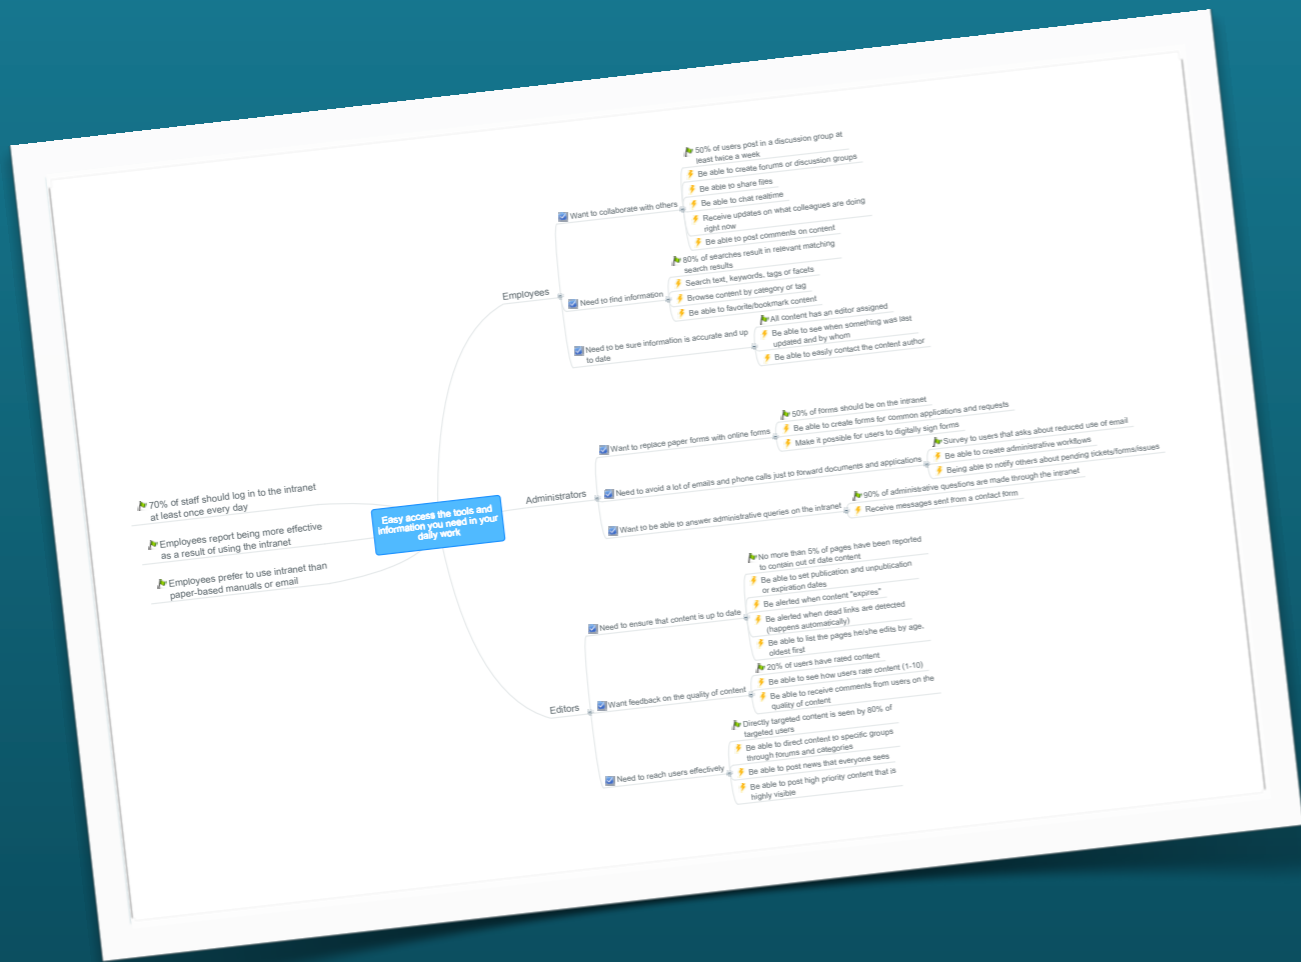 50% of users post in a discussion group at
least twice a week
Be able to create forums or discussion groups
Be able to share files
Want to collaborate with others
Be able to chat realtime
Receive updates on what colleagues are doing
right now
Be able to post comments on content
80% of searches result in relevant matching
search results
Employees
Need to find information
Search text, keywords, tags or facets
Browse content by category or tag
Be able to favorite/bookmark content
All content has an editor assigned
Need to be sure information is accurate and up
to date
Be able to see when something was last
updated and by whom
Be able to easily contact the content author
50% of forms should be on the intranet
Want to replace paper forms with online forms
Be able to create forms for common applications and requests
Make it possible for users to digitally sign forms
Survey to users that asks about reduced use of email
Administrators
Need to avoid a lot of emails and phone calls just to forward documents and applications
Be able to create administrative workflows
Being able to notify others about pending tickets/forms/issues
90% of administrative questions are made through the intranet
Want to be able to answer administrative queries on the intranet
Receive messages sent from a contact form
70% of staff should log in to the intranet
at least once every day
Employees report being more effective
as a result of using the intranet
Employees prefer to use intranet than
paper-based manuals or email
Easy access the tools and
information you need in your
daily work
No more than 5% of pages have been reported
to contain out of date content
Be able to set publication and unpublication
or expiration dates
Need to ensure that content is up to date
Be alerted when content "expires"
Be alerted when dead links are detected
(happens automatically)
Be able to list the pages he/she edits by age,
oldest first
20% of users have rated content
Editors
Want feedback on the quality of content
Be able to see how users rate content (1-10)
Be able to receive comments from users on the
quality of content
Directly targeted content is seen by 80% of
targeted users
Need to reach users effectively
Be able to direct content to specific groups
through forums and categories
Be able to post news that everyone sees
Be able to post high priority content that is
highly visible